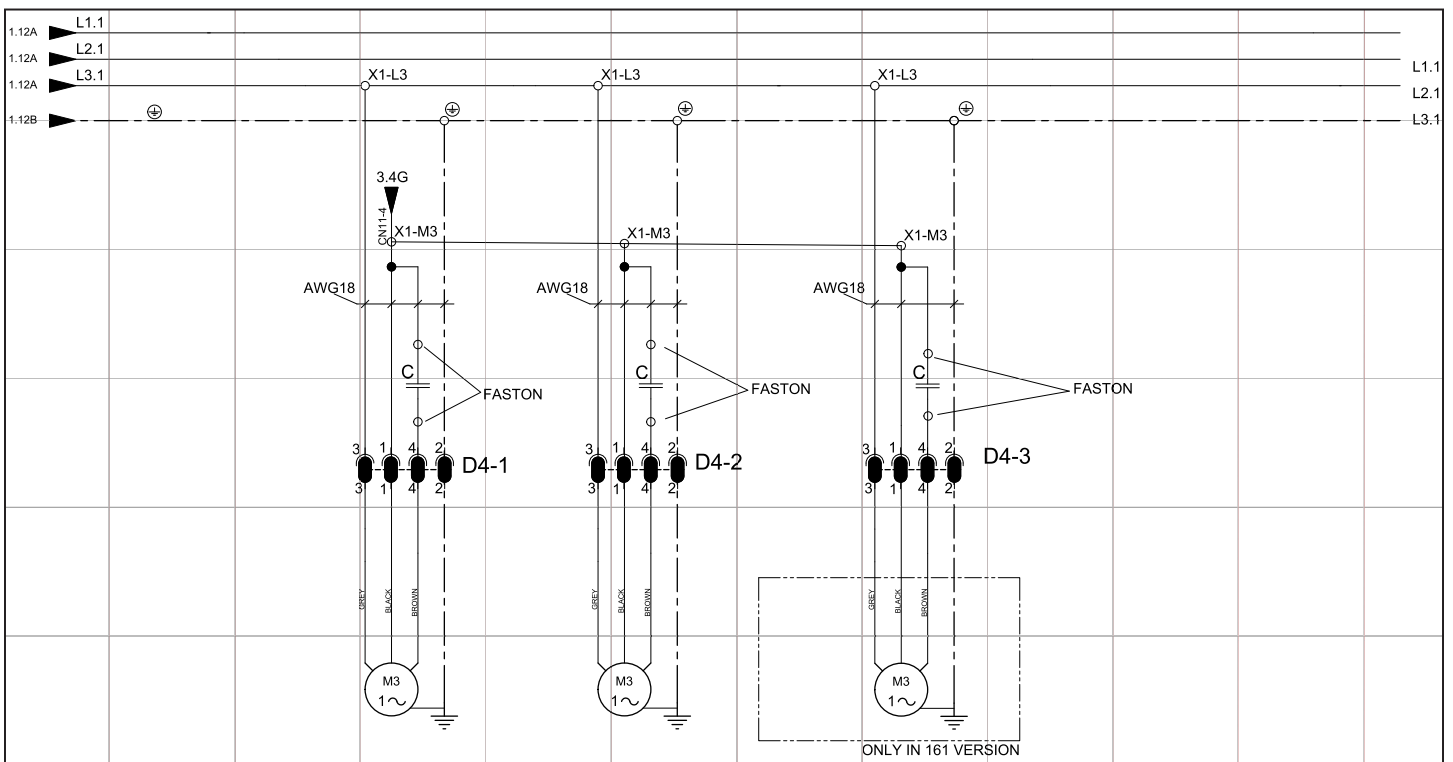 1.12A L1.1
1.12A L2.1
1.12A L3.1
1.12B
L1.1
L2.1
L3.1
X1-L3 X1-L3 X1-L3
3.4G
CN11-4
X1-M3 X1-M3 X1-M3
AWG18 AWG18 AWG18
C C C
FASTON FASTON FASTON
3 1 4 2 3 1 4 2 3 1 4 2
D4-1 D4-2 D4-3
3 1 4 2 3 1 4 2 3 1 4 2
GREY BLACK BROWN GREY BLACK BROWN GREY BLACK BROWN
M3 M3 M3
1~ 1~ 1~
ONLY IN 161 VERSION